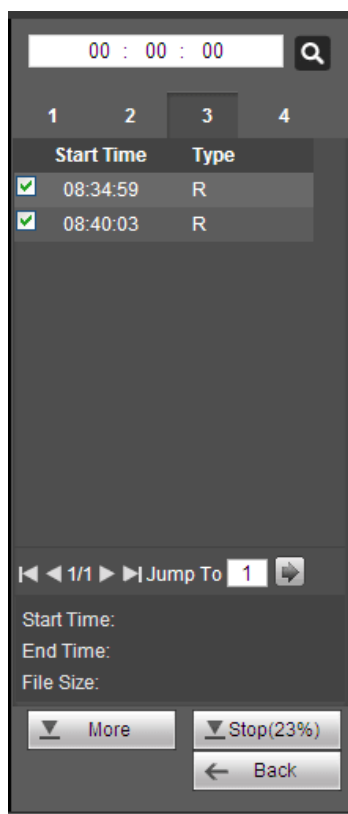 00 : 00 : 00
1 2 3 4
Start Time Type
08:34:59 R
08:40:03 R
1/1 Jump To 1
Start Time:
End Time:
File Size:
More Stop(23%)
Back